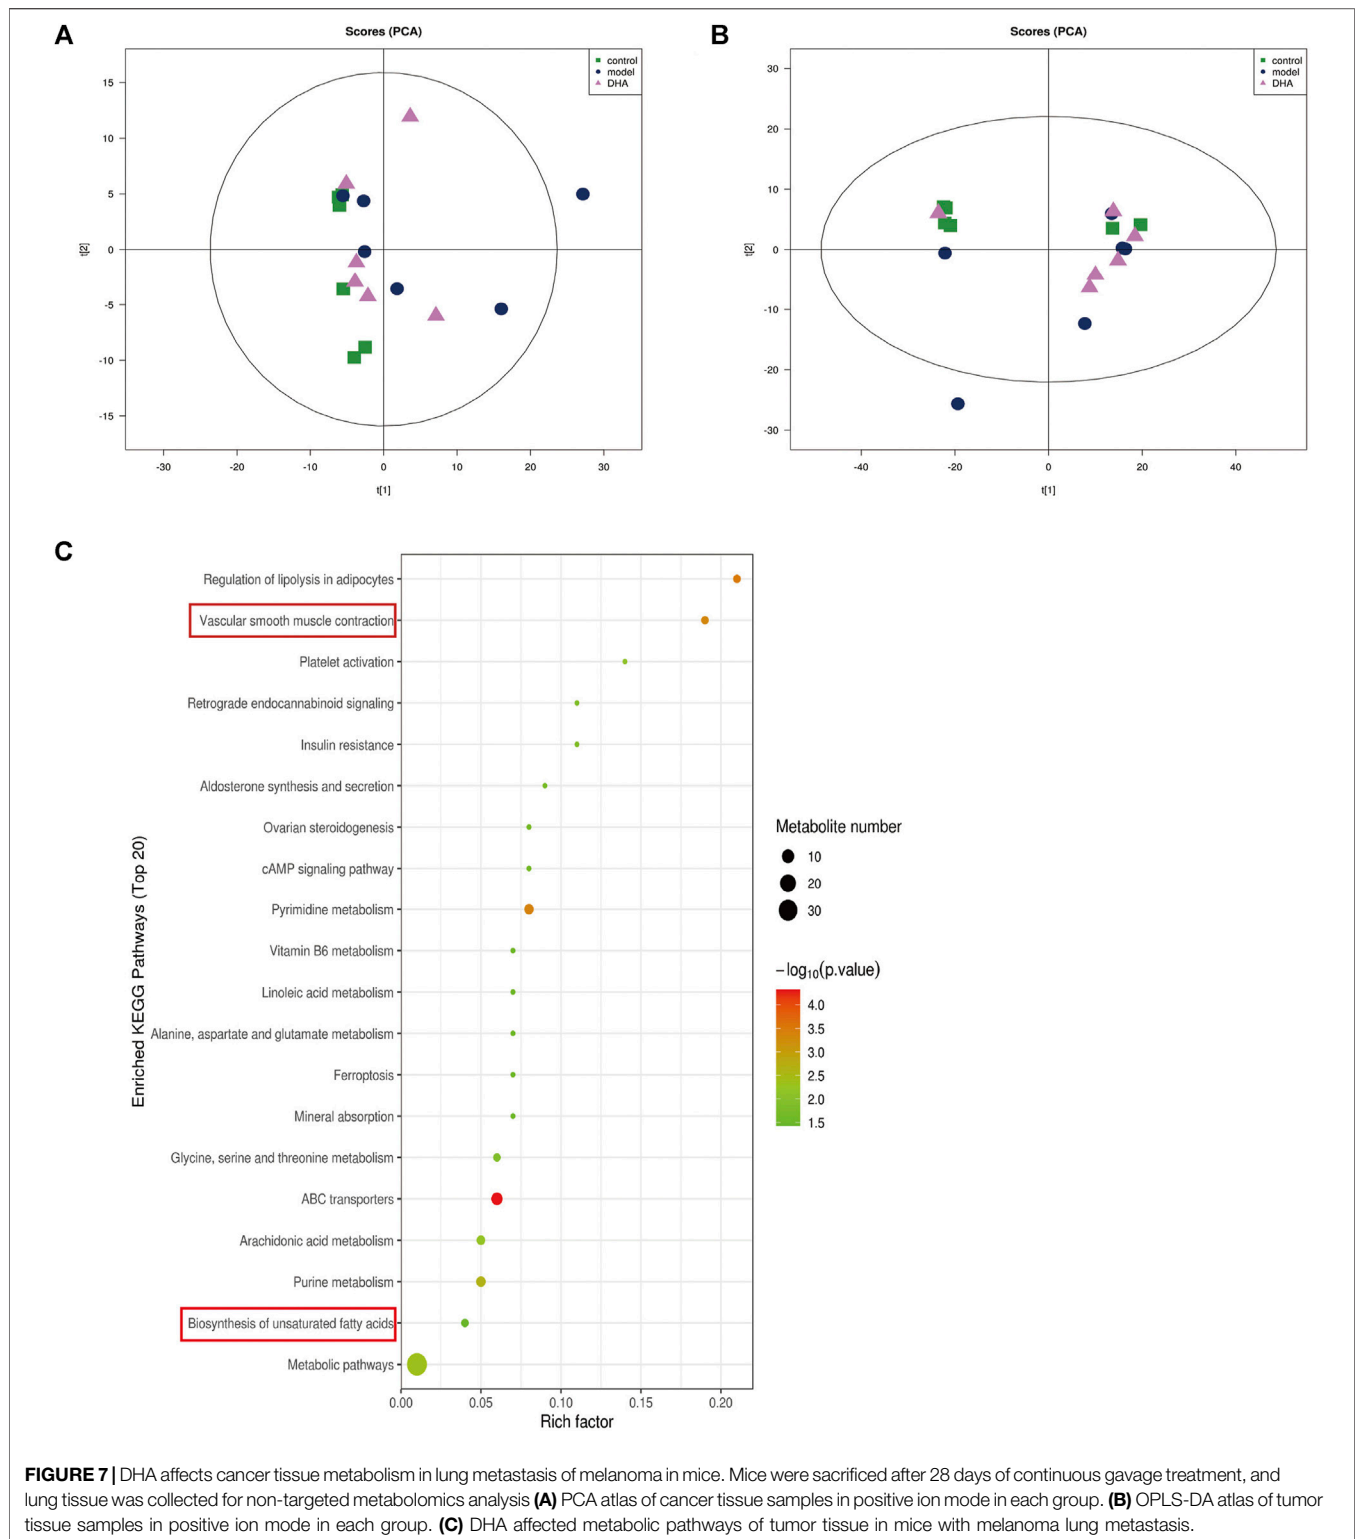 A
Scores (PCA)
control
model
DHA
15
10
5
0
-5
-10
-15
t[2]
-30
-20
-10
0
10
20
30
t[1]
B
Scores (PCA)
control
model
DHA
30
20
10
0
-10
-20
-30
t[2]
-40
-20
0
20
40
t[1]
C
Enriched KEGG Pathways (Top 20)
Regulation of lipolysis in adipocytes
Vascular smooth muscle contraction
Platelet activation
Retrograde endocannabinoid signaling
Insulin resistance
Aldosterone synthesis and secretion
Ovarian steroidogenesis
cAMP signaling pathway
Pyrimidine metabolism
Vitamin B6 metabolism
Linoleic acid metabolism
Alanine, aspartate and glutamate metabolism
Ferroptosis
Mineral absorption
Glycine, serine and threonine metabolism
ABC transporters
Arachidonic acid metabolism
Purine metabolism
Biosynthesis of unsaturated fatty acids
Metabolic pathways
0.00
0.05
0.10
0.15
0.20
Rich factor
Metabolite number
10
20
30
−log₁₀(p.value)
4.0
3.5
3.0
2.5
2.0
1.5
FIGURE 7 | DHA affects cancer tissue metabolism in lung metastasis of melanoma in mice. Mice were sacrificed after 28 days of continuous gavage treatment, and
lung tissue was collected for non-targeted metabolomics analysis (A) PCA atlas of cancer tissue samples in positive ion mode in each group. (B) OPLS-DA atlas of tumor
tissue samples in positive ion mode in each group. (C) DHA affected metabolic pathways of tumor tissue in mice with melanoma lung metastasis.